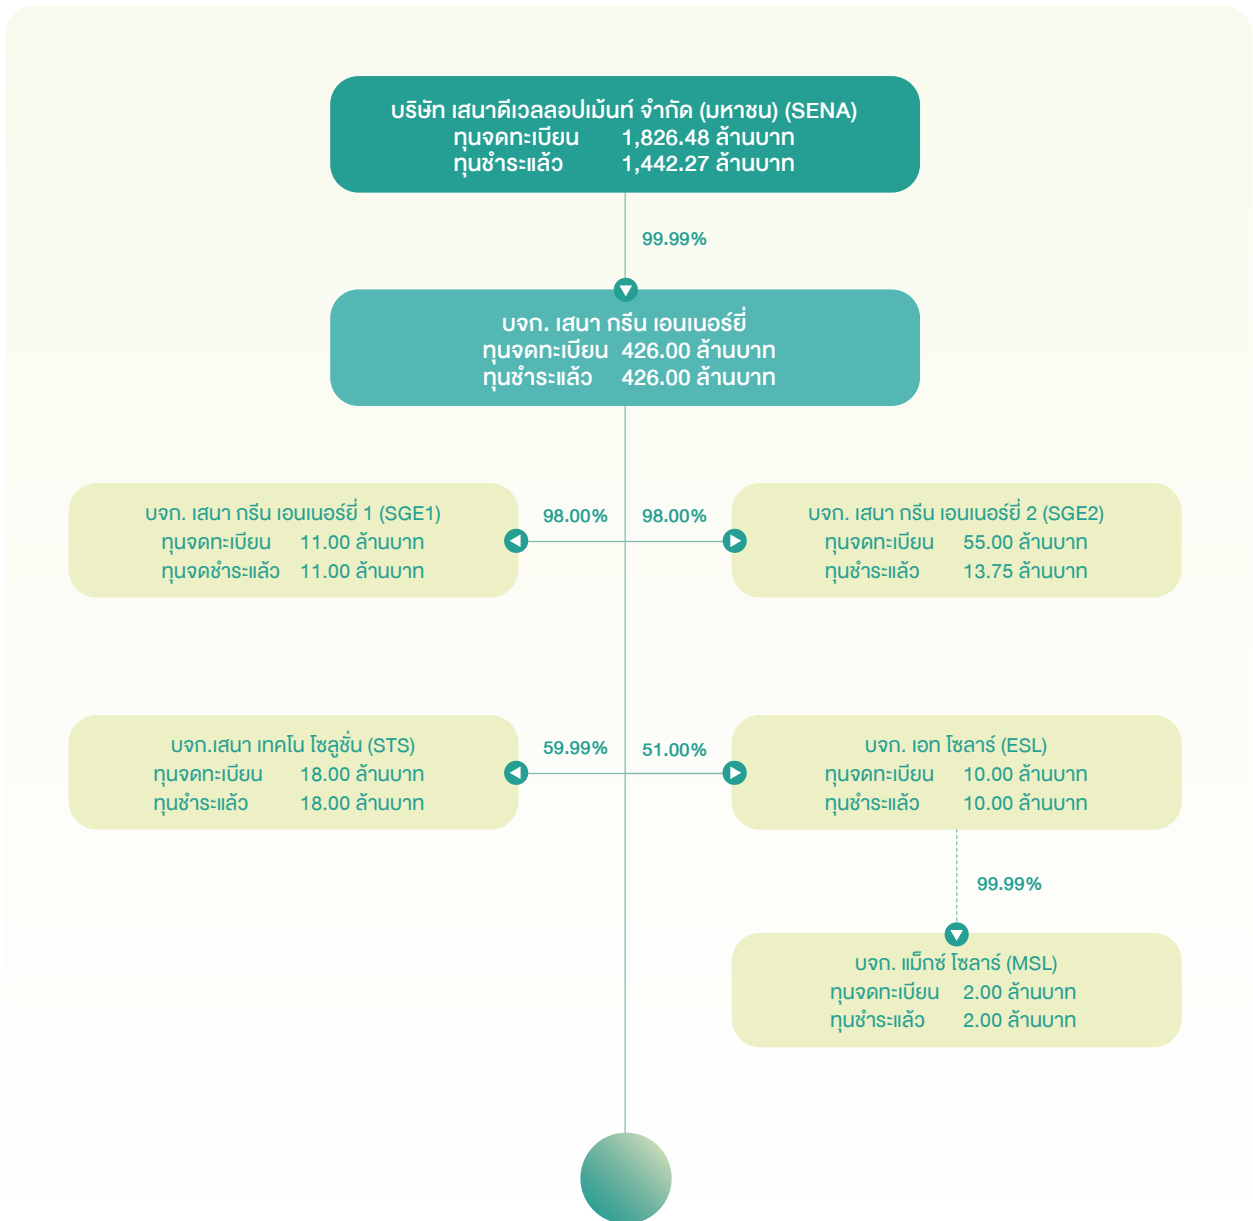 บริษัท เสนาดีเวลลอปเม้นท์ จำกัด (มหาชน) (SENA)
ทุนจดทะเบียน 1,826.48 ล้านบาท
ทุนชำระแล้ว 1,442.27 ล้านบาท
99.99%
บจก. เสนา กรีน เอนเนอร์ยี่
ทุนจดทะเบียน 426.00 ล้านบาท
ทุนชำระแล้ว 426.00 ล้านบาท
บจก. เสนา กรีน เอนเนอร์ยี่ 1 (SGE1)
ทุนจดทะเบียน 11.00 ล้านบาท
ทุนจดชำระแล้ว 11.00 ล้านบาท
98.00% 98.00%
บจก. เสนา กรีน เอนเนอร์ยี่ 2 (SGE2)
ทุนจดทะเบียน 55.00 ล้านบาท
ทุนชำระแล้ว 13.75 ล้านบาท
บจก.เสนา เทคโน โซลูชั่น (STS)
ทุนจดทะเบียน 18.00 ล้านบาท
ทุนชำระแล้ว 18.00 ล้านบาท
59.99% 51.00%
บจก. เอท โซลาร์ (ESL)
ทุนจดทะเบียน 10.00 ล้านบาท
ทุนชำระแล้ว 10.00 ล้านบาท
99.99%
บจก. แม็กซ์ โซลาร์ (MSL)
ทุนจดทะเบียน 2.00 ล้านบาท
ทุนชำระแล้ว 2.00 ล้านบาท